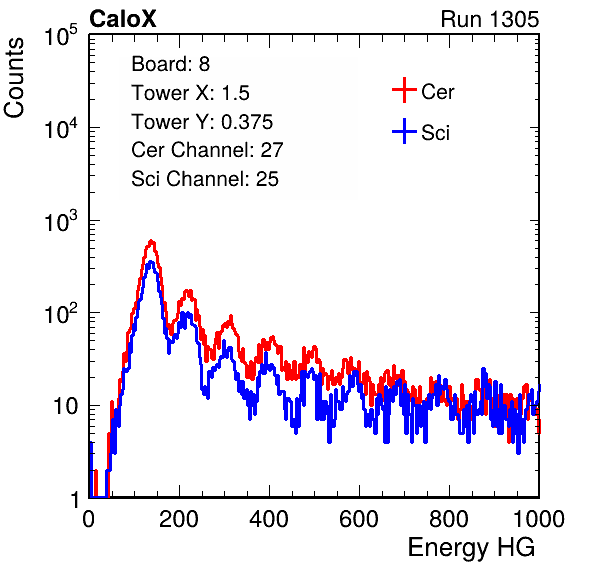 CaloX Run 1305
Counts
Board: 8
Tower X: 1.5
Tower Y: 0.375
Cer Channel: 27
Sci Channel: 25
Cer
Sci
10^5
10^4
10^3
10^2
10
1
0 200 400 600 800 1000
Energy HG